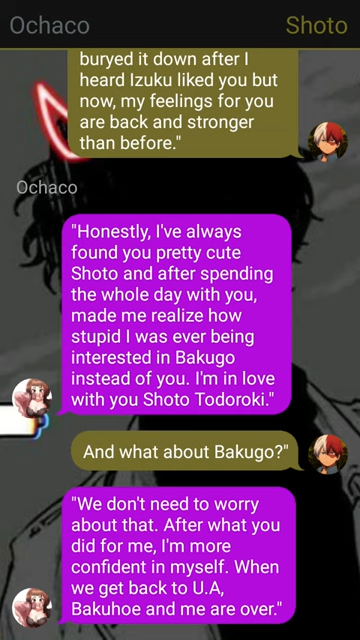 Ochaco
Shoto
buryed it down after I
heard Izuku liked you but
now, my feelings for you
are back and stronger
than before."
Ochaco
"Honestly, I've always
found you pretty cute
Shoto and after spending
the whole day with you,
made me realize how
stupid I was ever being
interested in Bakugo
instead of you. I'm in love
with you Shoto Todoroki."
And what about Bakugo?"
"We don't need to worry
about that. After what you
did for me, I'm more
confident in myself. When
we get back to U.A,
Bakuhoe and me are over."